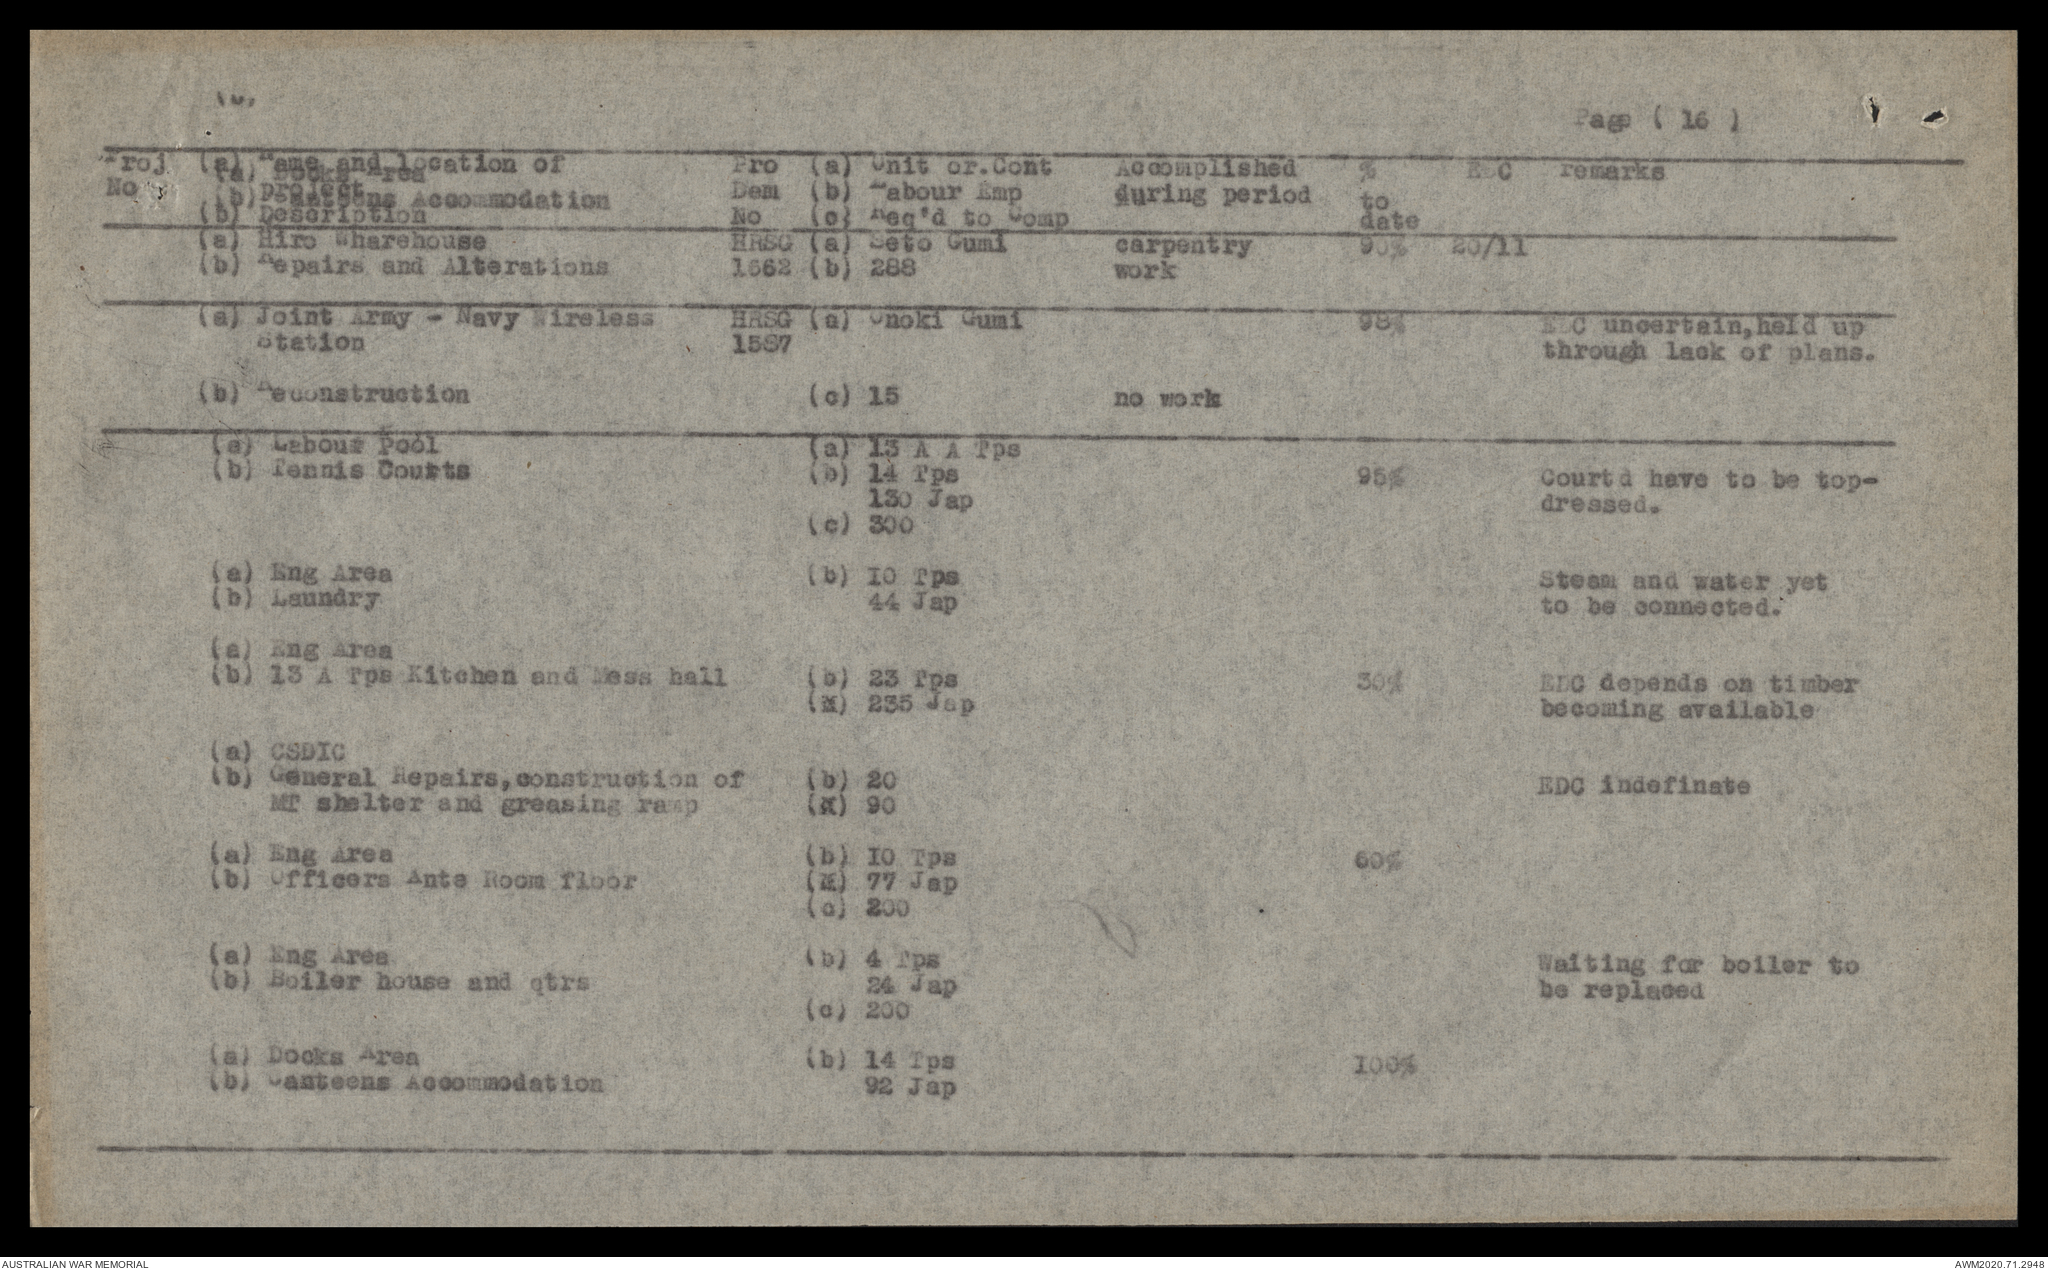 Page ( 16 )
Proj (a) Name and location of Pro (a) Unit or.Cont Accomplished % EDC remarks
(a) Docks Area
No project Dem (b) Labour Emp during period to
(b) Canteens Accommodation
(b) Description No (c) Req'd to Comp date
(a) Hiro Wharehouse HRSG (a) Seto Gumi carpentry 90% 20/11
(b) Repairs and Alterations 1662 (b) 288 work
(a) Joint Army - Navy Wireless HRSG (a) Onoki Gumi 98% EDC uncertain,held up
Station 1587 through lack of plans.
(b) Reconstruction (c) 15 no work
(a) Labour Pool (a) 13 A A Tps
(b) Tennis Courts (b) 14 Tps 95% Courtd have to be top-
130 Jap dressed.
(c) 300
(a) Eng Area (b) IO Tps Steam and water yet
(b) Laundry 44 Jap to be connected.
(a) Eng Area
(b) 13 A Tps Kitchen and Mess hall (b) 23 Tps 30% EDC depends on timber
235 Jap becoming available
(a) CSDIC
(b) General Repairs,construction of (b) 20 EDC indefinate
MT shelter and greasing ramp 90
(a) Eng Area (b) IO Tps 60%
(b) Officers Ante Room floor 77 Jap
(c) 200
(a) Eng Area (b) 4 Tps Waiting for boiler to
(b) Boiler house and qtrs 24 Jap be replaced
(c) 200
(a) Docks Area (b) 14 Tps 100%
(b) Canteens Accommodation 92 Jap
AUSTRALIAN WAR MEMORIAL AWM2020.71.2948